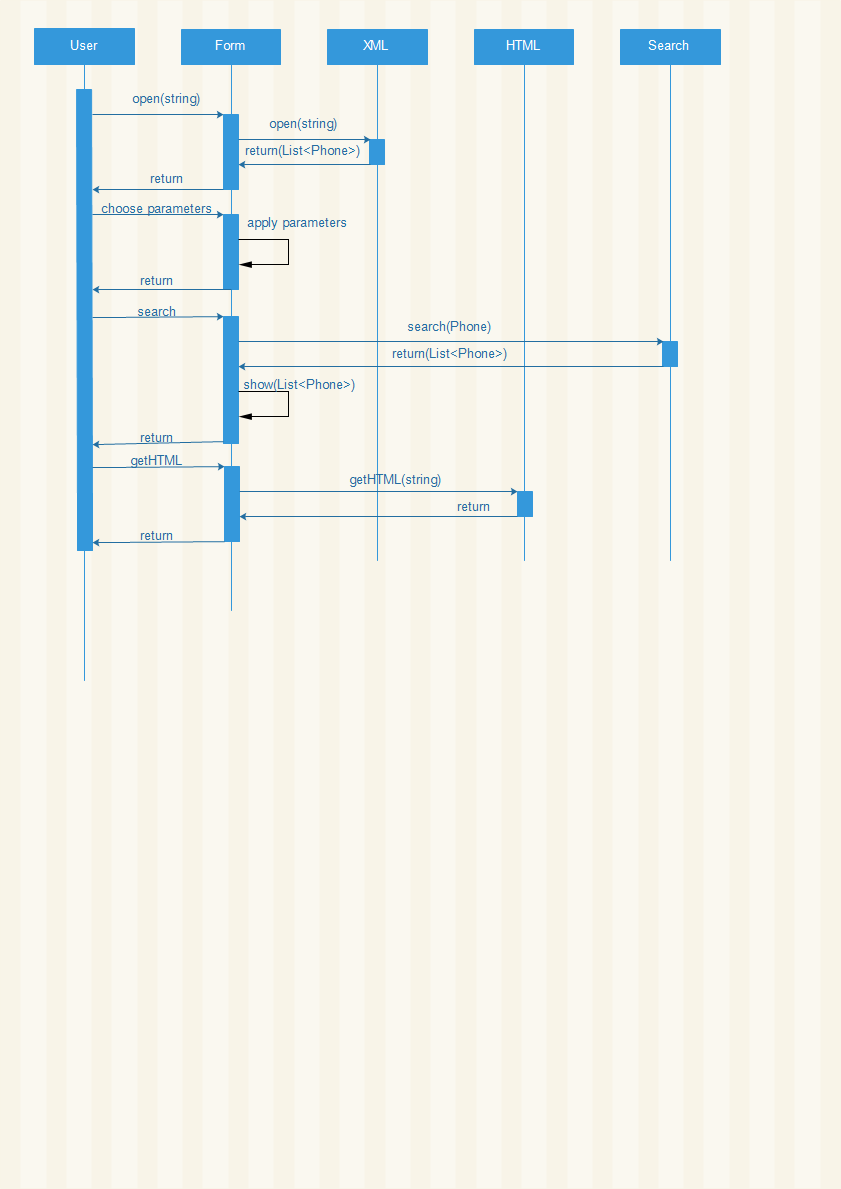 User
Form
XML
HTML
Search
open(string)
open(string)
return(List<Phone>)
return
choose parameters
apply parameters
return
search
search(Phone)
return(List<Phone>)
show(List<Phone>)
return
getHTML
getHTML(string)
return
return